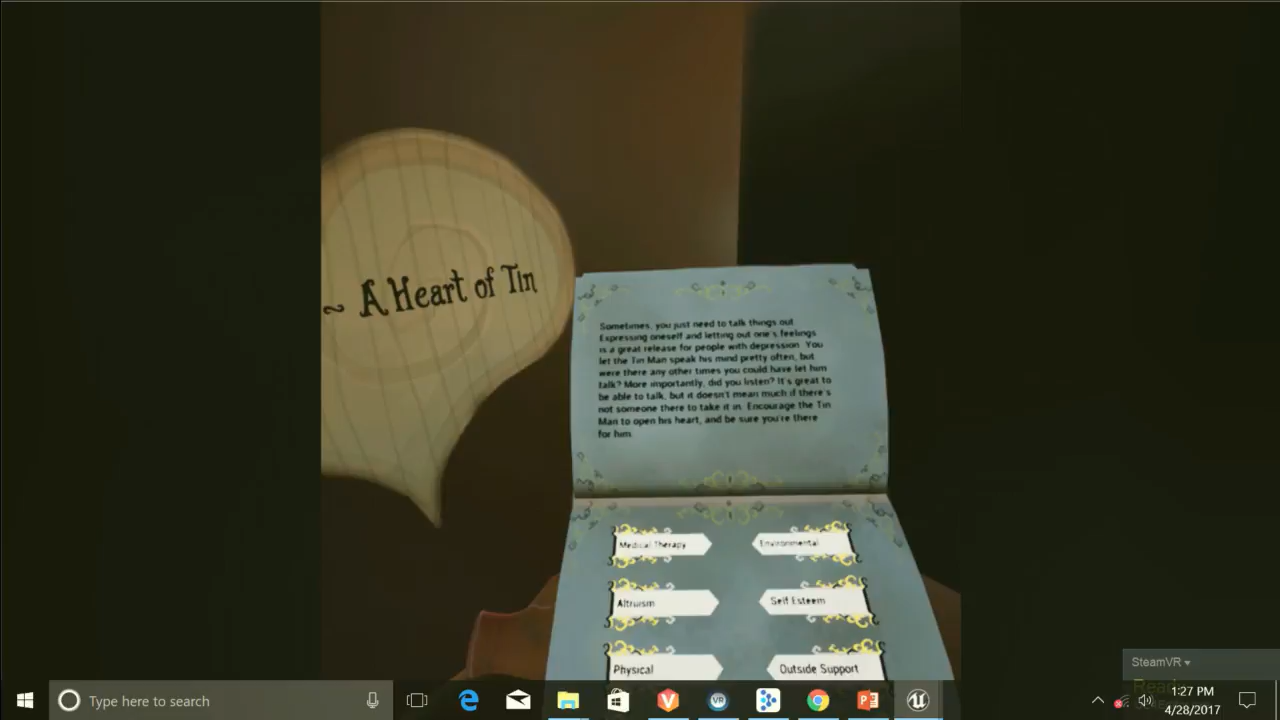 ~ A Heart of Tin
Sometimes, you just need to talk things out
Expressing oneself and letting out one's feelings
is a great release for people with depression. You
let the Tin Man speak his mind pretty often, but
were there any other times you could have let him
talk? More importantly, did you listen? It's great to
be able to talk, but it doesn't mean much if there's
not someone there to take it in. Encourage the Tin
Man to open his heart, and be sure you're there
for him.
Medical Therapy
Environmental
Altruism
Self Esteem
Physical
Outside Support
SteamVR
Ready
Type here to search
VR
1:27 PM
4/28/2017